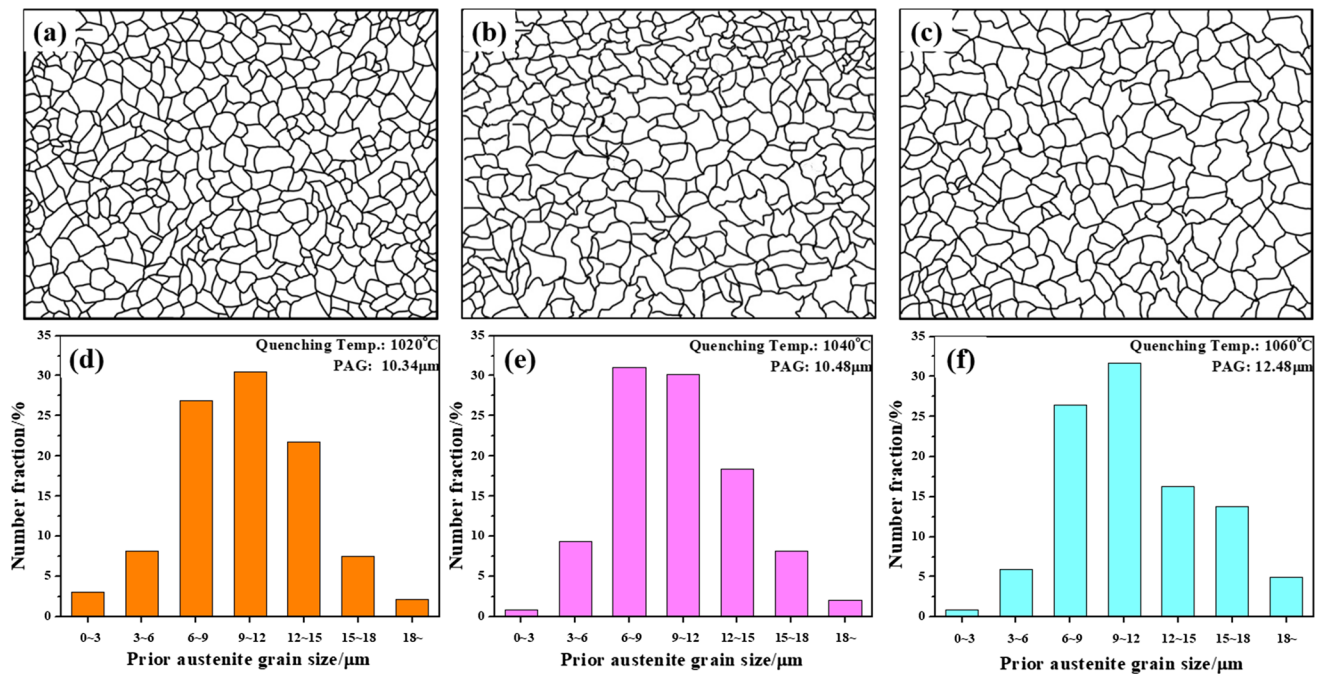 (a)
(b)
(c)
(d)
Quenching Temp.: 1020°C
PAG: 10.34μm
Number fraction/%
35
30
25
20
15
10
5
0
0~3 3~6 6~9 9~12 12~15 15~18 18~
Prior austenite grain size/μm
(e)
Quenching Temp.: 1040°C
PAG: 10.48μm
Number fraction/%
35
30
25
20
15
10
5
0
0~3 3~6 6~9 9~12 12~15 15~18 18~
Prior austenite grain size/μm
(f)
Quenching Temp.: 1060°C
PAG: 12.48μm
Number fraction/%
35
30
25
20
15
10
5
0
0~3 3~6 6~9 9~12 12~15 15~18 18~
Prior austenite grain size/μm